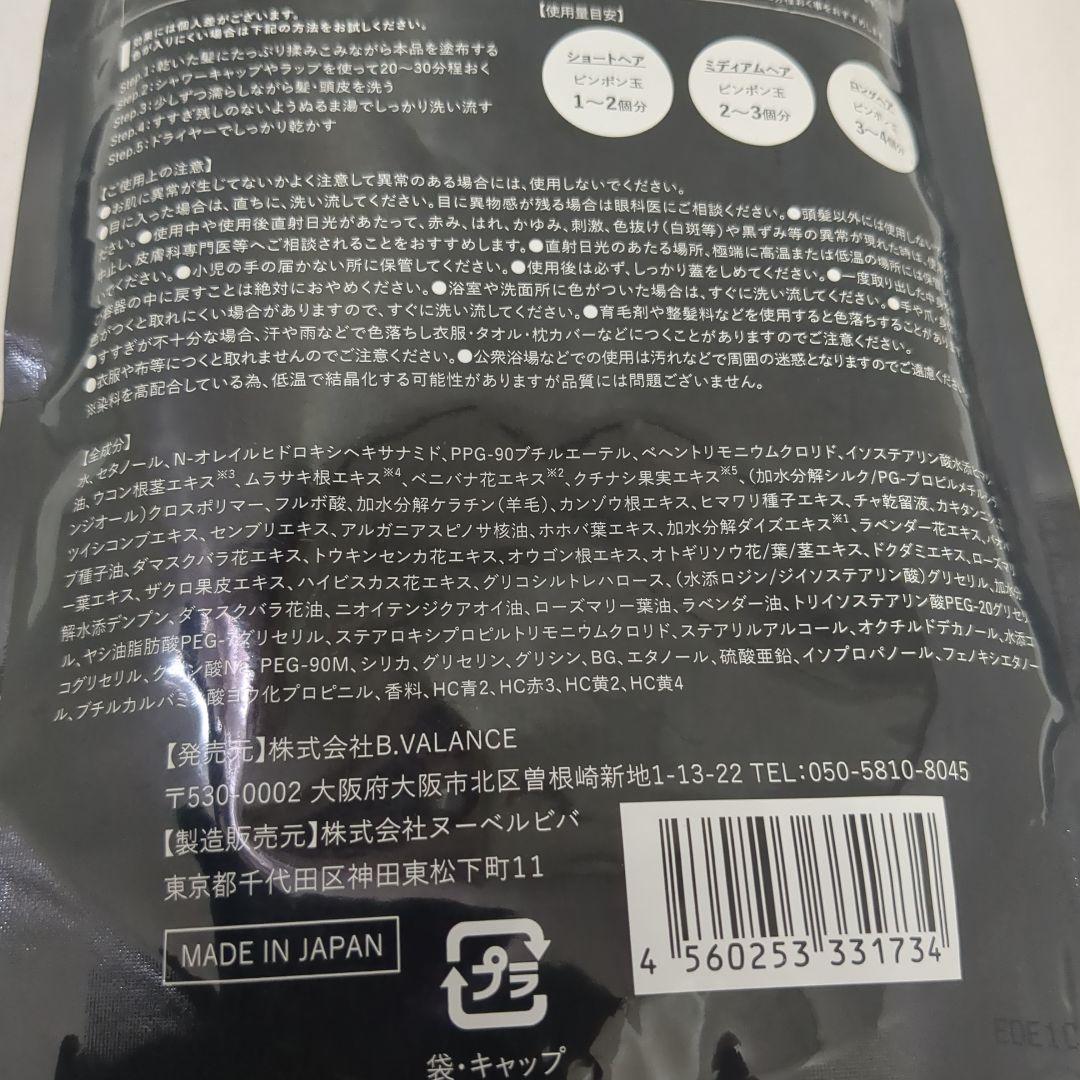 効果には個人差がございます。
色が入りにくい場合は下記の方法をお試しください。
Step.1:乾いた髪にたっぷり揉みこみながら本品を塗布する
Step.2:シャワーキャップやラップを使って20〜30分程おく
Step.3:少しずつ濡らしながら髪・頭皮を洗う
Step.4:すすぎ残しのないようぬるま湯でしっかり洗い流す
Step.5:ドライヤーでしっかり乾かす
【使用量目安】
ショートヘア
ピンポン玉
1〜2個分
ミディアムヘア
ピンポン玉
2〜3個分
ロングヘア
ピンポン玉
3〜4個分
【ご使用上の注意】
●お肌に異常が生じてないかよく注意して異常のある場合には、使用しないでください。
●目に入った場合は、直ちに、洗い流してください。目に異物感が残る場合は眼科医にご相談ください。●頭髪以外には使用しない
ださい。●使用中や使用後直射日光があたって、赤み、はれ、かゆみ、刺激、色抜け(白斑等)や黒ずみ等の異常が現れた時は、使
中止し、皮膚科専門医等へご相談されることをおすすめします。●直射日光のあたる場所、極端に高温または低温の場所には保
いてください。●小児の手の届かない所に保管してください。●使用後は必ず、しっかり蓋をしめてください。●一度取り出した中
容器の中に戻すことは絶対におやめください。●浴室や洗面所に色がついた場合は、すぐに洗い流してください。●手や爪
がつくと取れにくい場合がありますので、すぐに洗い流してください。●育毛剤や整髪料などを使用すると色落ちすることがあ
●すすぎが不十分な場合、汗や雨などで色落ちし衣服・タオル・枕カバーなどにつくことがありますのでご注意ください。
●衣服や布等につくと取れませんのでご注意ください。●公衆浴場などでの使用は汚れなどで周囲の迷惑となりますのでご遠慮くだ
※染料を高配合している為、低温で結晶化する可能性がありますが品質には問題ございません。
【全成分】
水、セタノール、N-オレイルヒドロキシヘキサナミド、PPG-90ブチルエーテル、ベヘントリモニウムクロリド、イソステアリン酸水添ヒマシ
油、ウコン根茎エキス※3、ムラサキ根エキス※4、ベニバナ花エキス※2、クチナシ果実エキス※5、(加水分解シルク/PG-プロピルメチル
ンジオール)クロスポリマー、フルボ酸、加水分解ケラチン(羊毛)、カンゾウ根エキス、ヒマワリ種子エキス、チャ乾留液、カキタンニ
ツイシコンブエキス、センブリエキス、アルガニアスピノサ核油、ホホバ葉エキス、加水分解ダイズエキス※1、ラベンダー花エキス、
ブ種子油、ダマスクバラ花エキス、トウキンセンカ花エキス、オウゴン根エキス、オトギリソウ花/葉/茎エキス、ドクダミエキス、ローズマリ
ー葉エキス、ザクロ果皮エキス、ハイビスカス花エキス、グリコシルトレハロース、(水添ロジン/ジイソステアリン酸)グリセリル、加水分
解水添デンプン、ダマスクバラ花油、ニオイテンジクアオイ油、ローズマリー葉油、ラベンダー油、トリイソステアリン酸PEG-20グリセリ
ル、ヤシ油脂肪酸PEG-7グリセリル、ステアロキシプロピルトリモニウムクロリド、ステアリルアルコール、オクチルドデカノール、水添コ
コグリセリル、クエン酸Na、PEG-90M、シリカ、グリセリン、グリシン、BG、エタノール、硫酸亜鉛、イソプロパノール、フェノキシエタノー
ル、ブチルカルバミン酸ヨウ化プロピニル、香料、HC青2、HC赤3、HC黄2、HC黄4
【発売元】株式会社B.VALANCE
〒530-0002 大阪府大阪市北区曽根崎新地1-13-22 TEL:050-5810-8045
【製造販売元】株式会社ヌーベルビバ
東京都千代田区神田東松下町11
MADE IN JAPAN
プラ
袋・キャップ
4 560253 331734
EDE1C